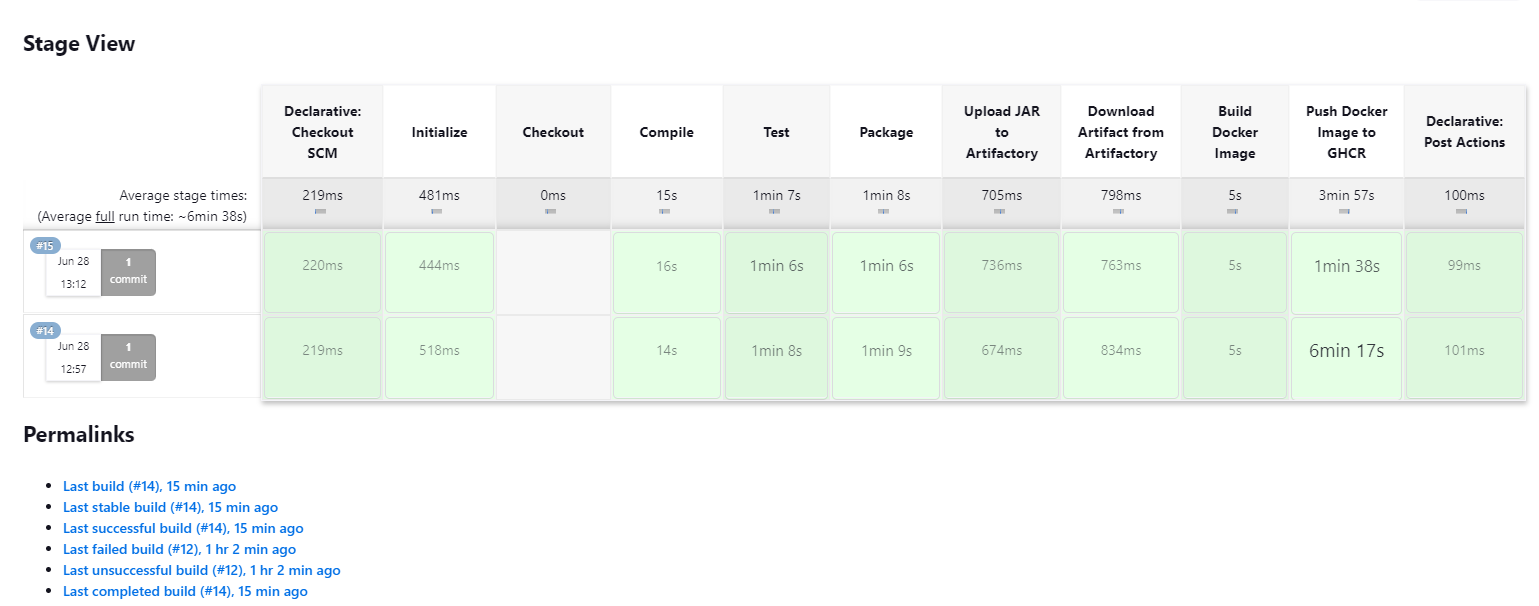 Stage View
Declarative: Checkout SCM
Initialize
Checkout
Compile
Test
Package
Upload JAR to Artifactory
Download Artifact from Artifactory
Build Docker Image
Push Docker Image to GHCR
Declarative: Post Actions
Average stage times:
(Average full run time: ~6min 38s)
219ms 481ms 0ms 15s 1min 7s 1min 8s 705ms 798ms 5s 3min 57s 100ms
#15
Jun 28
13:12
1
commit
220ms 444ms 16s 1min 6s 1min 6s 736ms 763ms 5s 1min 38s 99ms
#14
Jun 28
12:57
1
commit
219ms 518ms 14s 1min 8s 1min 9s 674ms 834ms 5s 6min 17s 101ms
Permalinks
Last build (#14), 15 min ago
Last stable build (#14), 15 min ago
Last successful build (#14), 15 min ago
Last failed build (#12), 1 hr 2 min ago
Last unsuccessful build (#12), 1 hr 2 min ago
Last completed build (#14), 15 min ago